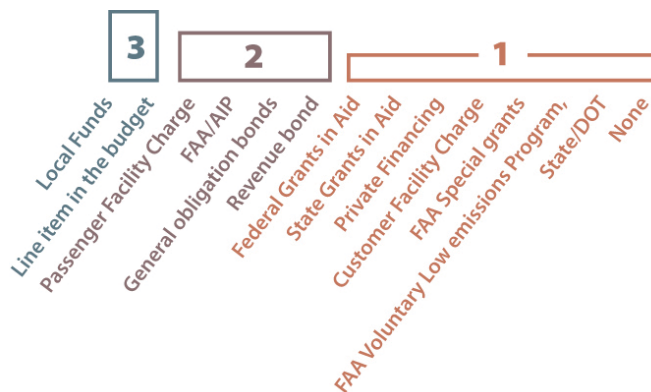 3
2
1
Local Funds
Line item in the budget
Passenger Facility Charge
FAA/AIP
General obligation bonds
Revenue bond
Federal Grants in Aid
State Grants in Aid
Private Financing
Customer Facility Charge
FAA Special grants
FAA Voluntary Low emissions Program,
State/DOT
None